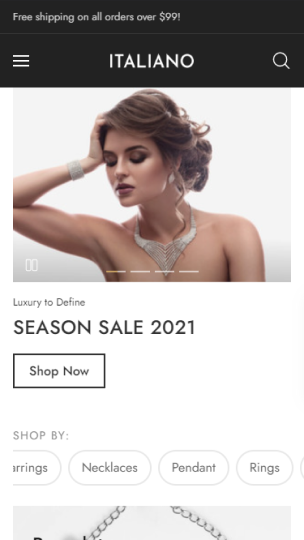 Free shipping on all orders over $99!
ITALIANO
Luxury to Define
SEASON SALE 2021
Shop Now
SHOP BY:
arrings Necklaces Pendant Rings